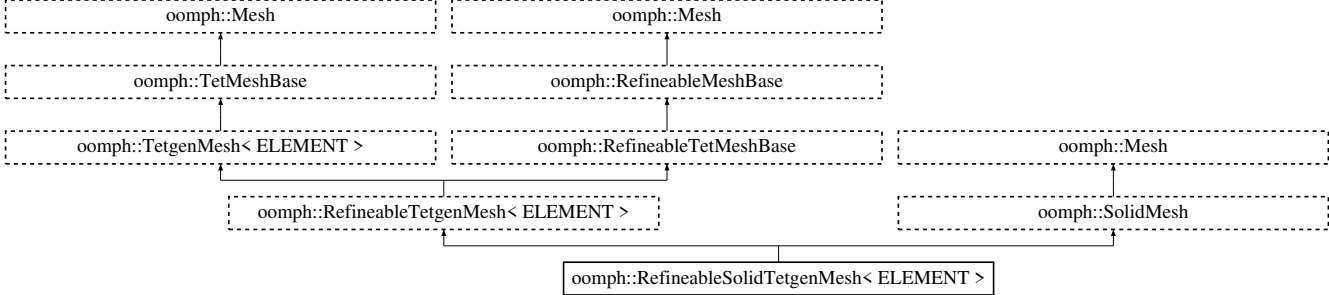 oomph::Mesh
oomph::Mesh
oomph::TetMeshBase
oomph::RefineableMeshBase
oomph::TetgenMesh< ELEMENT >
oomph::RefineableTetMeshBase
oomph::Mesh
oomph::RefineableTetgenMesh< ELEMENT >
oomph::SolidMesh
oomph::RefineableSolidTetgenMesh< ELEMENT >